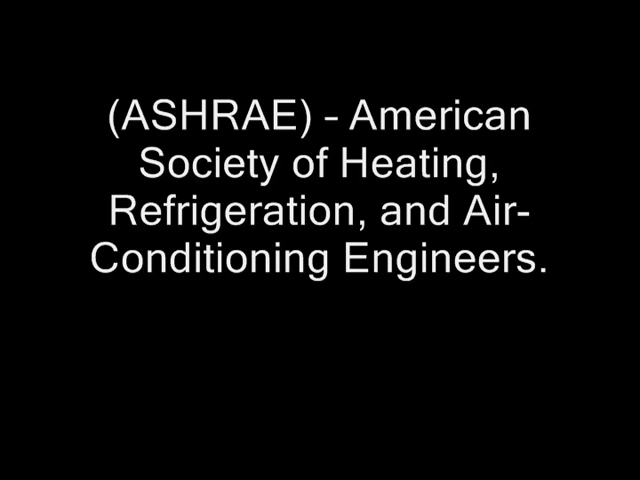 (ASHRAE) – American
Society of Heating,
Refrigeration, and Air-
Conditioning Engineers.